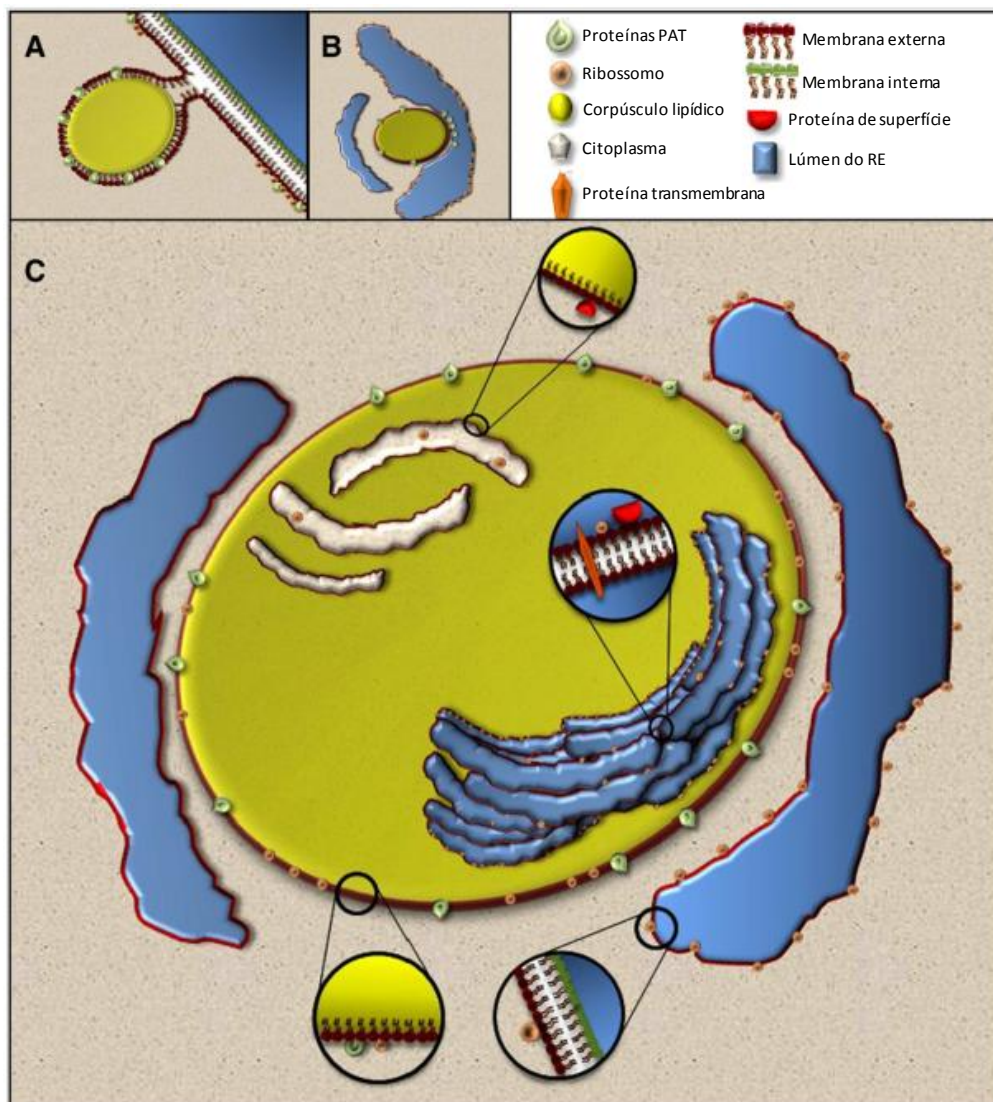 A
B
Proteínas PAT
Ribossomo
Corpúsculo lipídico
Citoplasma
Proteína transmembrana
Membrana externa
Membrana interna
Proteína de superfície
Lúmen do RE
C